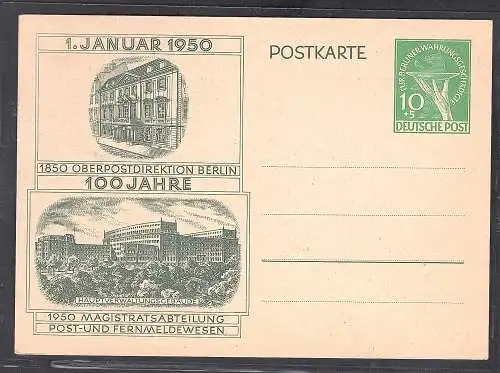 1. JANUAR 1950
1850 OBERPOSTDIREKTION BERLIN
100 JAHRE
HAUPTVERWALTUNGSGEBÄUDE
1950 MAGISTRATSABTEILUNG
POST-UND FERNMELDEWESEN
POSTKARTE
FÜR BERLINER WÄHRUNGSGESCHÄDIGTE
10
+5
DEUTSCHE POST